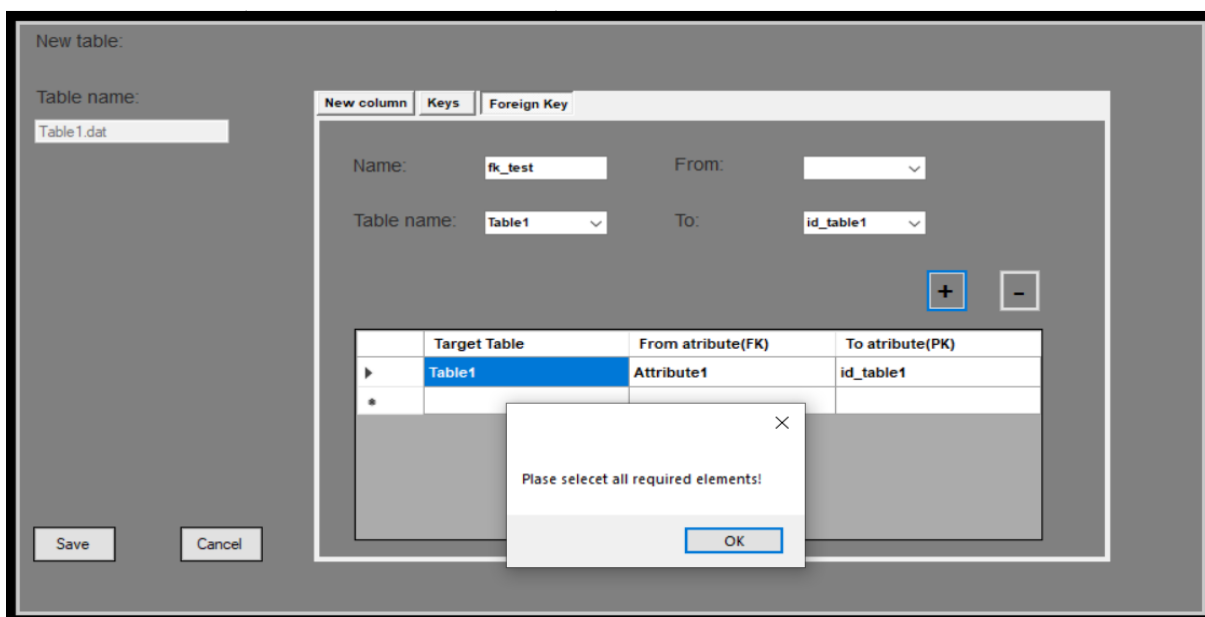 New table:
Table name:
Table1.dat
New column Keys Foreign Key
Name: fk_test From:
Table name: Table1 To: id_table1
+ -
Target Table From atribute(FK) To atribute(PK)
Table1 Attribute1 id_table1
Plase selecet all required elements!
OK
Save Cancel